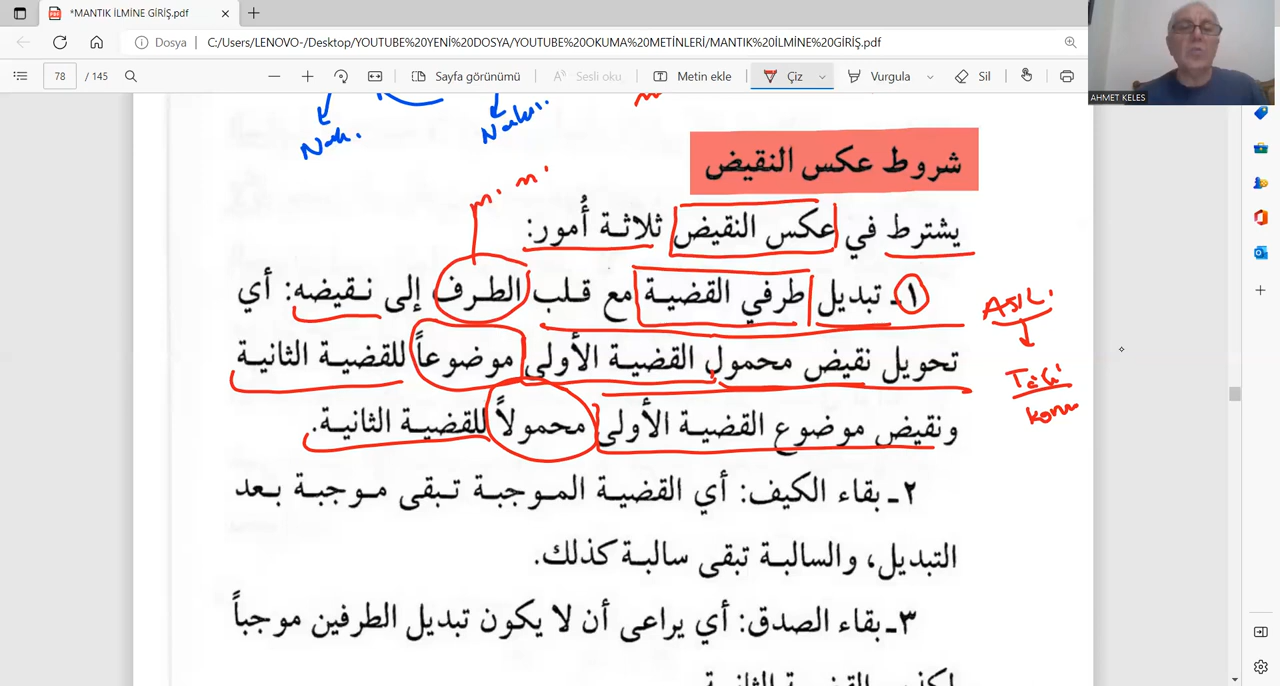 *MANTIK İLMİNE GİRİŞ.pdf
Dosya C:/Users/LENOVO-/Desktop/YOUTUBE%20YENİ%20DOSYA/YOUTUBE%20OKUMA%20METİNLERİ/MANTIK%20İLMİNE%20GİRİŞ.pdf
78 / 145 Sayfa görünümü Sesli oku Metin ekle Çiz Vurgula Sil
AHMET KELES
Nak.
شروط عكس النقيض
m. m.
يشترط في عكس النقيض ثلاثة أُمور:
١ـ تبديل طرفي القضية مع قلب الطرف إلى نقيضه: أي
ASIL.
تحويل نقيض محمول القضية الأولى موضوعاً للقضية الثانية
ونقيض موضوع القضية الأولى محمولاً للقضية الثانية.
٢ـ بقاء الكيف: أي القضية الموجبة تبقى موجبة بعد
التبديل، والسالبة تبقى سالبة كذلك.
٣ـ بقاء الصدق: أي يراعى أن لا يكون تبديل الطرفين موجباً